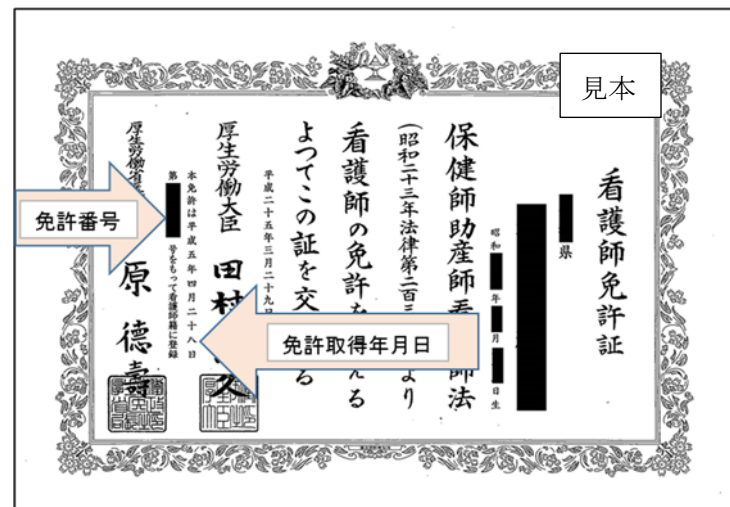 見本
看護師免許証
県
昭和 年 月 日生
保健師助産師看 師法
(昭和二十三年法律第二百三 より
看護師の免許を える
よつてこの証を交 る
平成二十五年三月二十九日
厚生労働大臣 田村 久
本免許は平成五年四月二十八日
第 号をもって看護師籍に登録
厚生労働省 原 德壽
免許番号
免許取得年月日